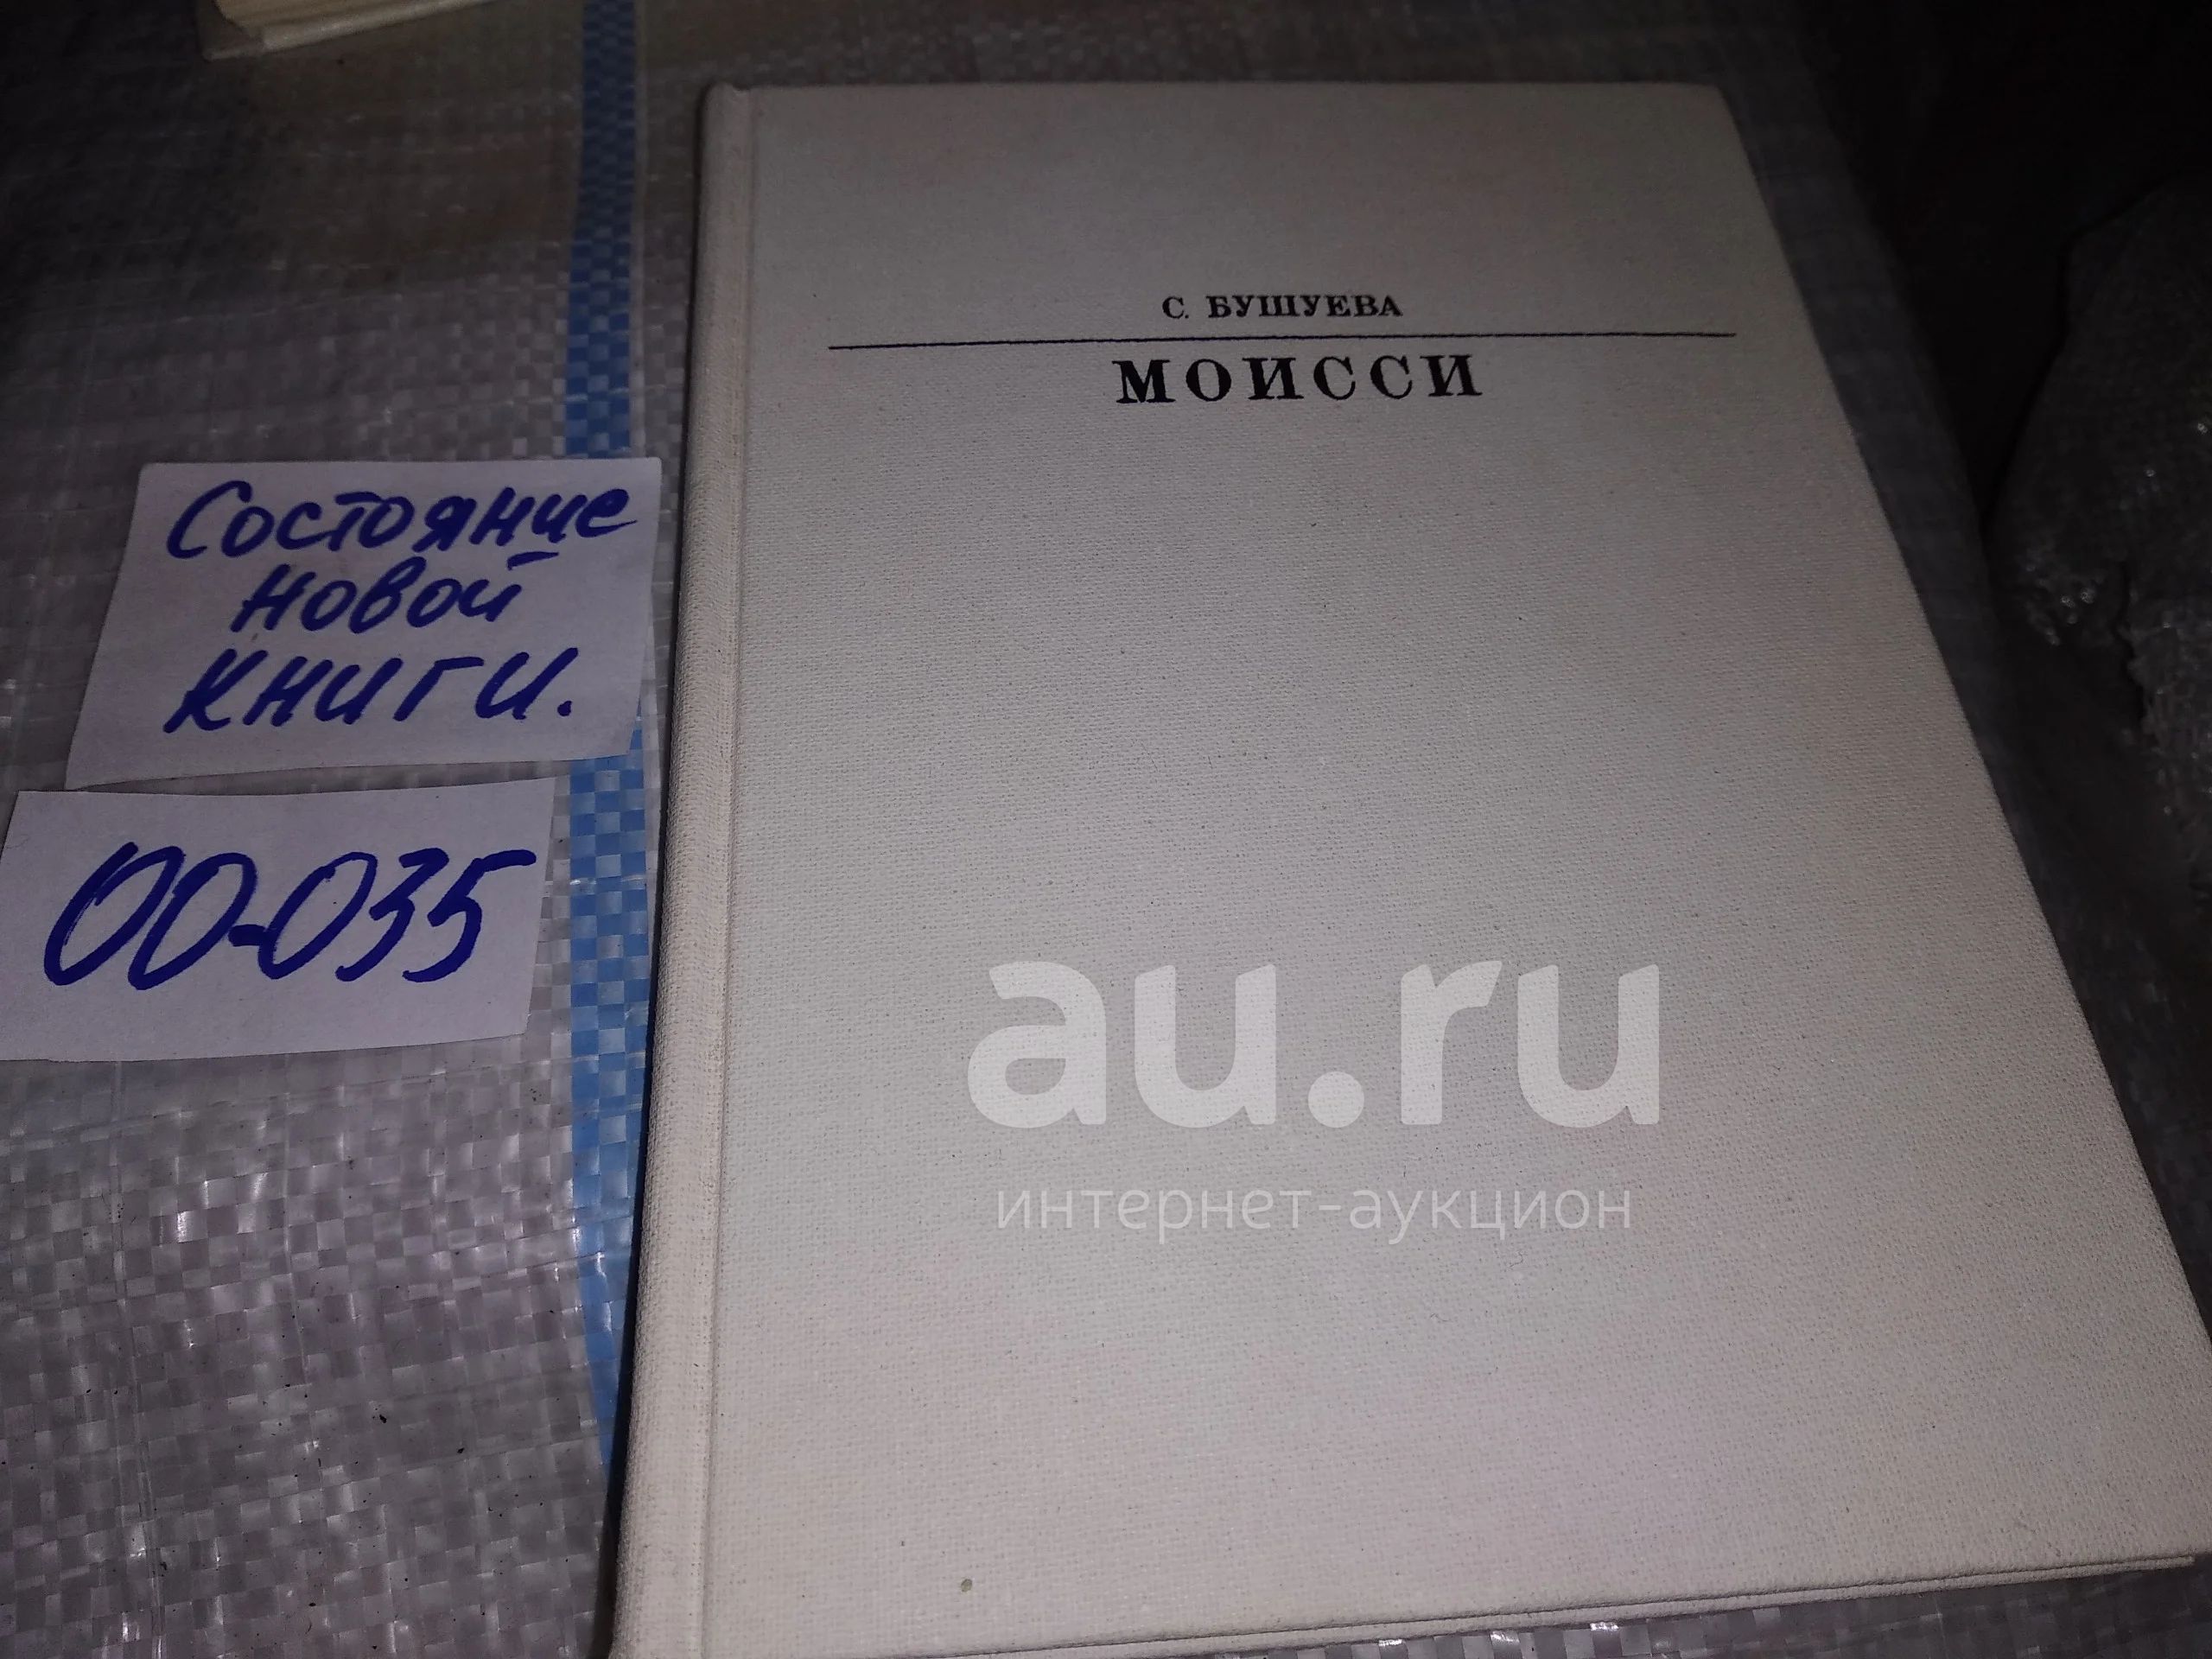 С. БУШУЕВА
МОИССИ
Состояние
новой
книги.
00-035
au.ru
интернет-аукцион